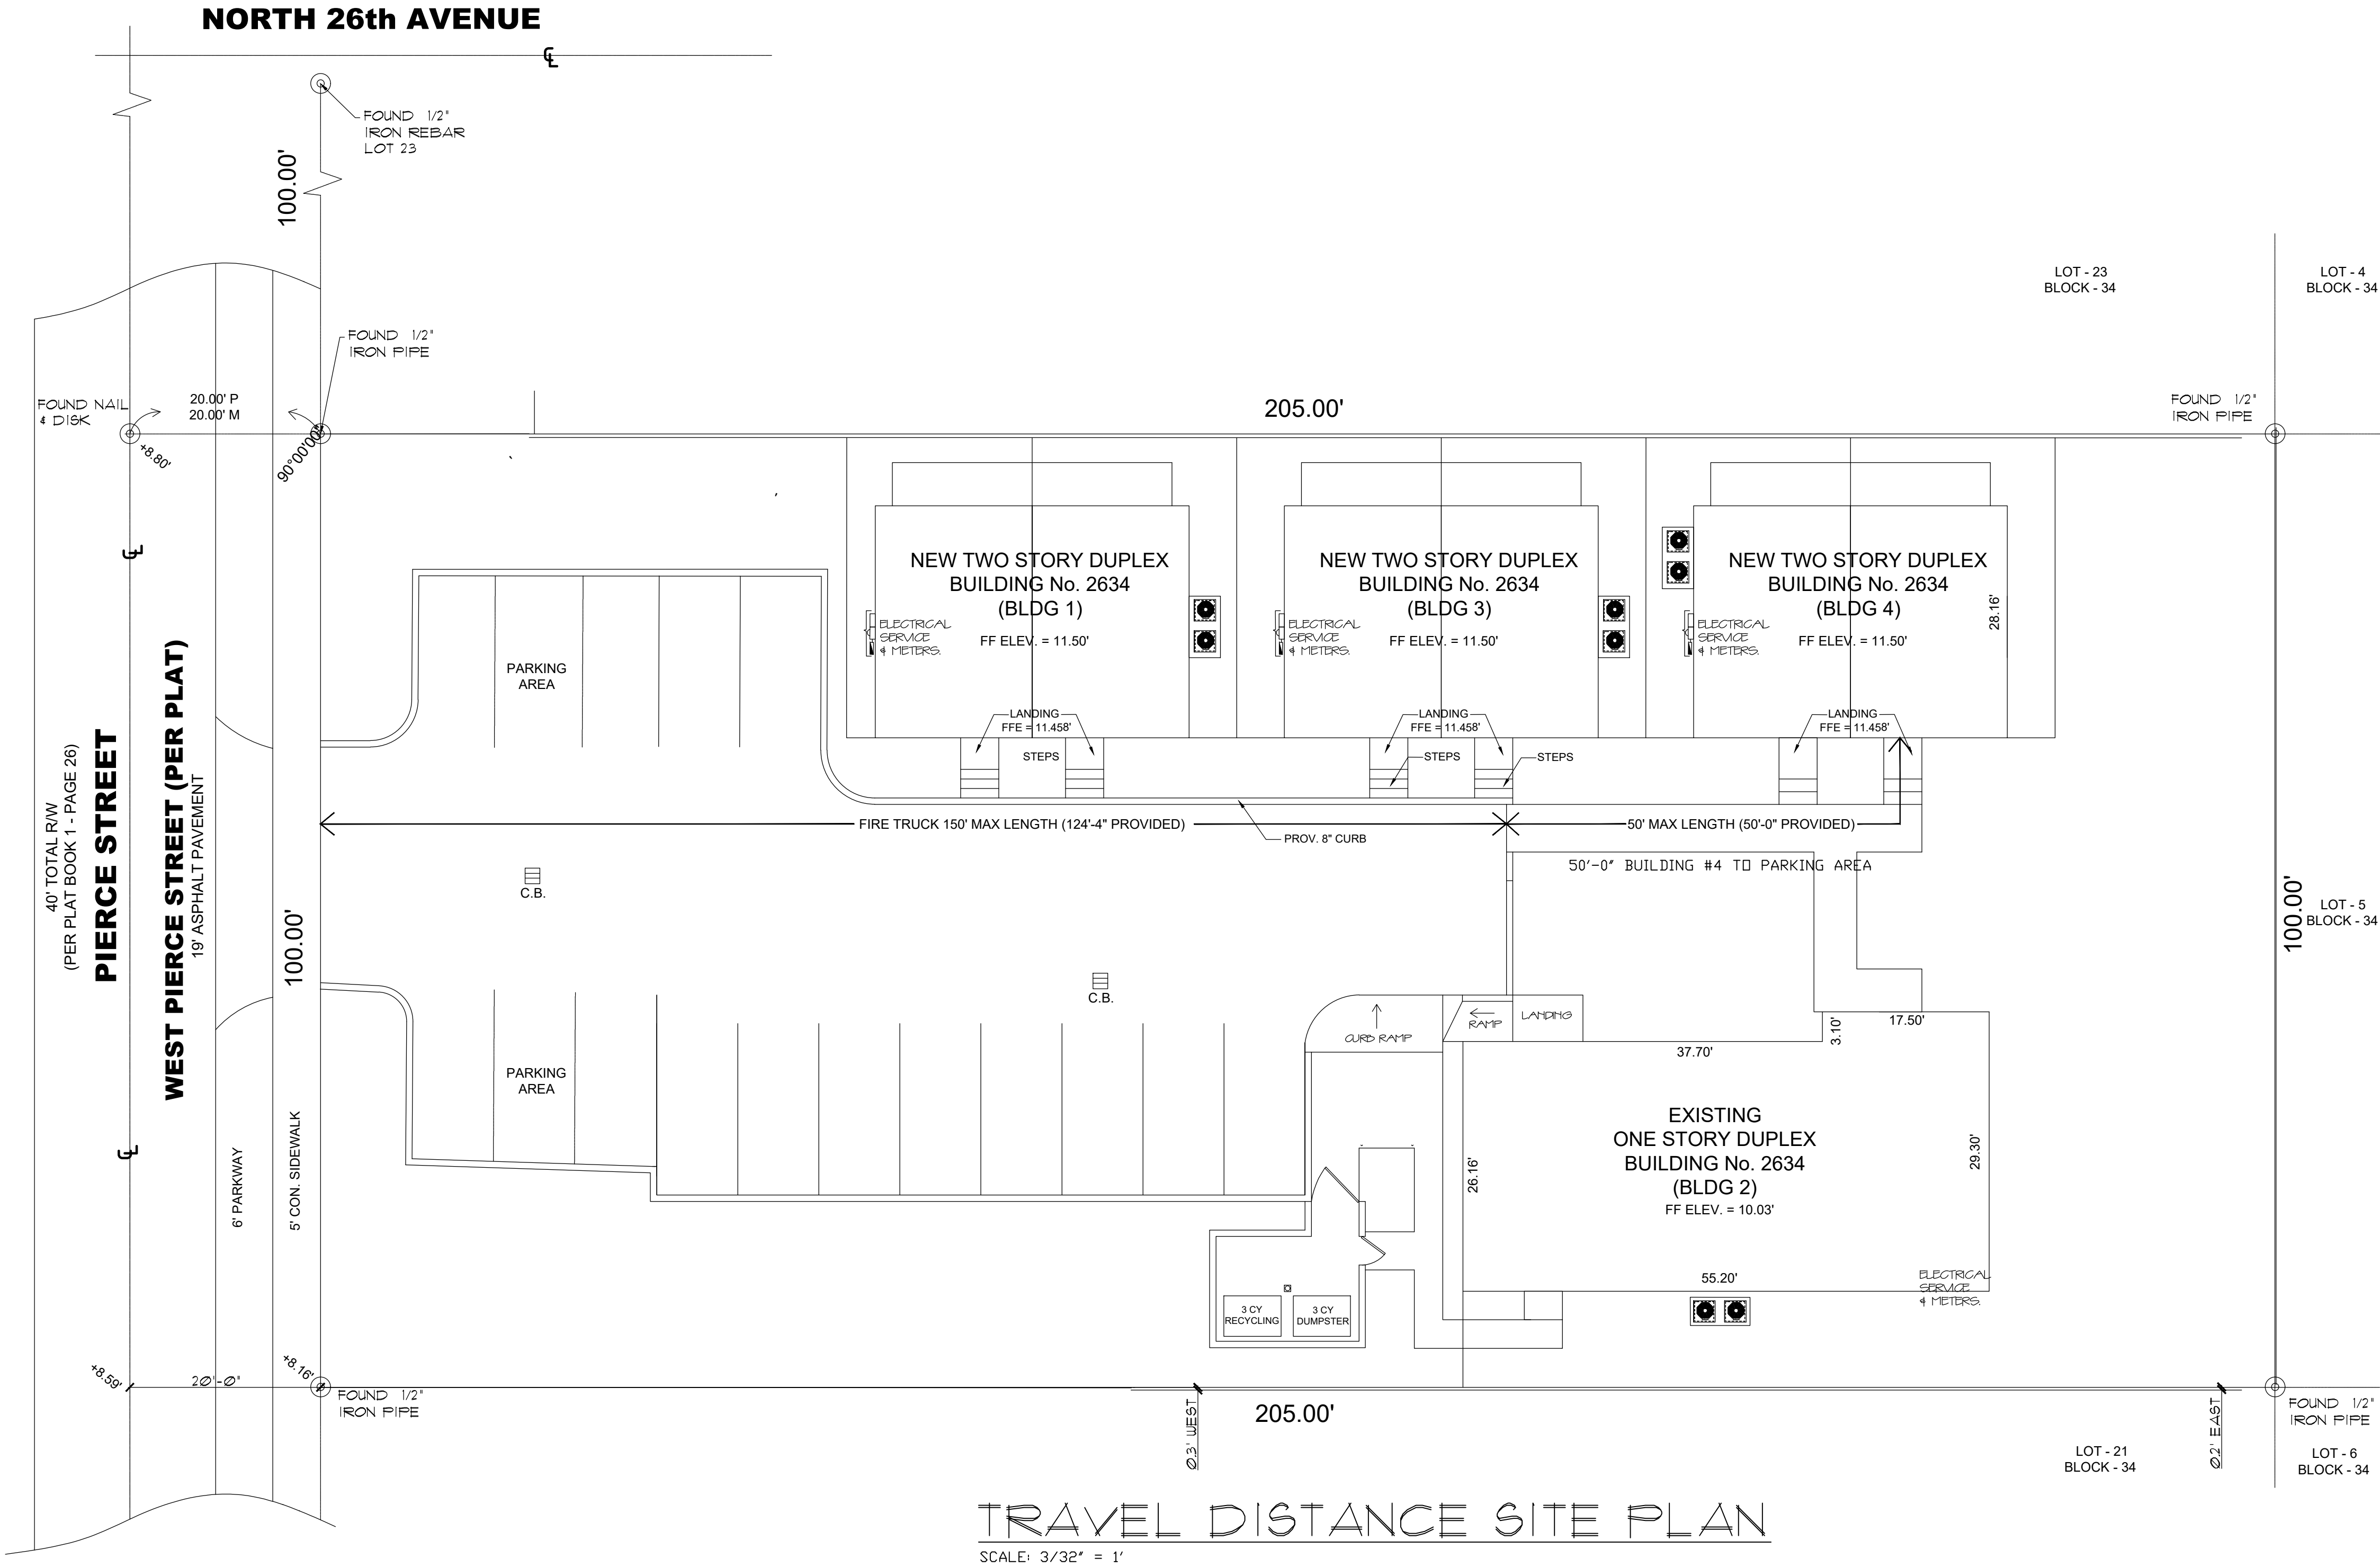 NORTH 26th AVENUE
℄
FOUND 1/2"
IRON REBAR
LOT 23
100.00'
LOT - 23
BLOCK - 34
LOT - 4
BLOCK - 34
FOUND 1/2"
IRON PIPE
FOUND NAIL
& DISK
20.00' P
20.00' M
205.00'
FOUND 1/2"
IRON PIPE
+8.80'
90°00'00"
℄
NEW TWO STORY DUPLEX
BUILDING No. 2634
(BLDG 1)
FF ELEV. = 11.50'
ELECTRICAL
SERVICE
& METERS.
NEW TWO STORY DUPLEX
BUILDING No. 2634
(BLDG 3)
FF ELEV. = 11.50'
ELECTRICAL
SERVICE
& METERS.
NEW TWO STORY DUPLEX
BUILDING No. 2634
(BLDG 4)
FF ELEV. = 11.50'
ELECTRICAL
SERVICE
& METERS.
28.16'
PARKING
AREA
LANDING
FFE = 11.458'
STEPS
LANDING
FFE = 11.458'
STEPS
STEPS
LANDING
FFE = 11.458'
40' TOTAL R/W
(PER PLAT BOOK 1 - PAGE 26)
PIERCE STREET
WEST PIERCE STREET (PER PLAT)
19' ASPHALT PAVEMENT
FIRE TRUCK 150' MAX LENGTH (124'-4" PROVIDED)
50' MAX LENGTH (50'-0" PROVIDED)
PROV. 8" CURB
50'-0" BUILDING #4 TO PARKING AREA
C.B.
100.00'
100.00'
LOT - 5
BLOCK - 34
C.B.
CURB RAMP
RAMP
LANDING
3.10'
17.50'
37.70'
PARKING
AREA
EXISTING
ONE STORY DUPLEX
BUILDING No. 2634
(BLDG 2)
FF ELEV. = 10.03'
26.16'
29.30'
℄
6' PARKWAY
5' CON. SIDEWALK
55.20'
ELECTRICAL
SERVICE
& METERS.
3 CY
RECYCLING
3 CY
DUMPSTER
+8.59'
20'-0"
+8.16'
FOUND 1/2"
IRON PIPE
0.3' WEST
205.00'
0.2' EAST
FOUND 1/2"
IRON PIPE
LOT - 21
BLOCK - 34
LOT - 6
BLOCK - 34
TRAVEL DISTANCE SITE PLAN
SCALE: 3/32" = 1'